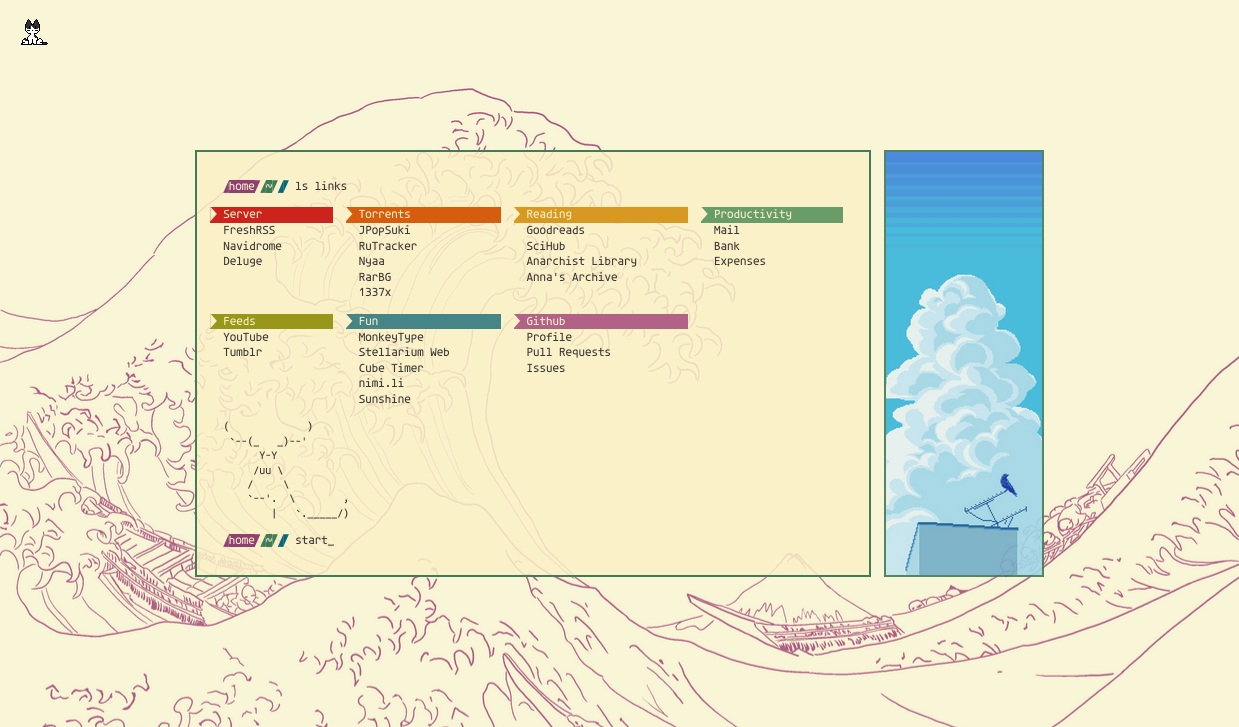 home ~ ls links
Server Torrents Reading Productivity
FreshRSS JPopSuki Goodreads Mail
Navidrome RuTracker SciHub Bank
Deluge Nyaa Anarchist Library Expenses
RarBG Anna's Archive
1337x
Feeds Fun Github
YouTube MonkeyType Profile
Tumblr Stellarium Web Pull Requests
Cube Timer Issues
nimi.li
Sunshine
(            )
 `--(_   _)--'
      Y-Y
     /uu \
    /     \
    `--'.  \        ,
        |   `._____/)
home ~ start_